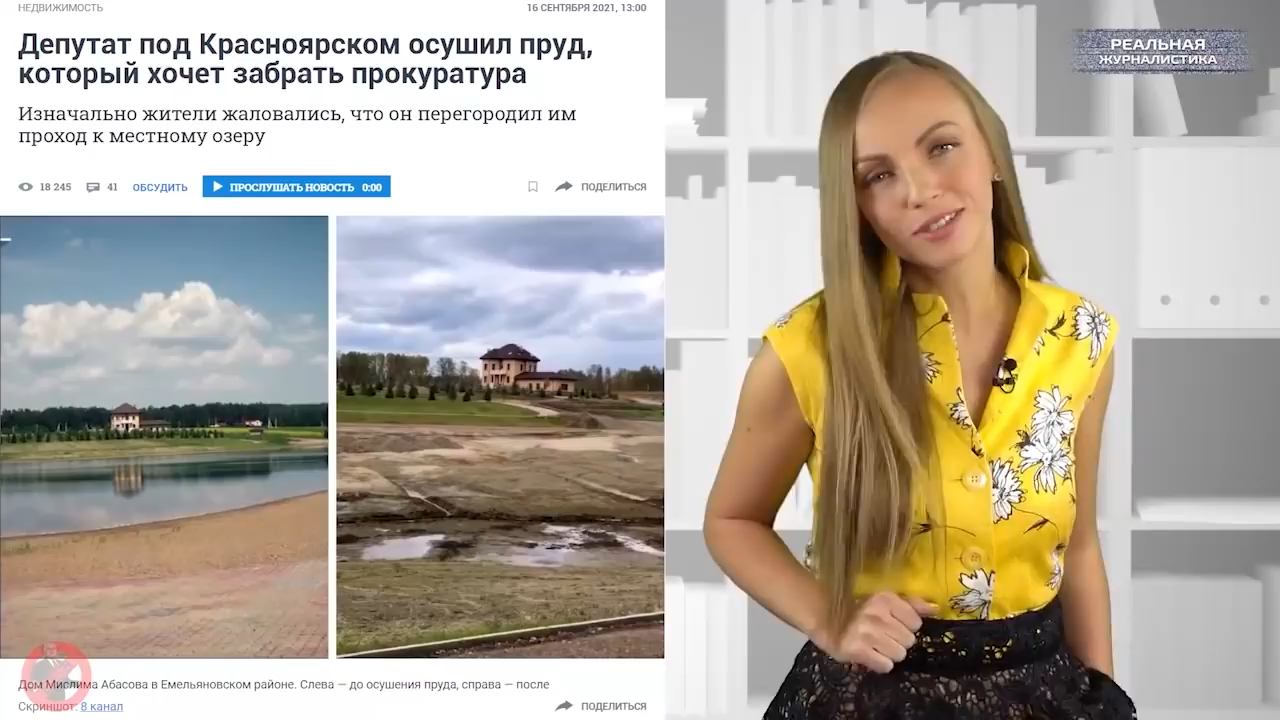 НЕДВИЖИМОСТЬ
16 СЕНТЯБРЯ 2021, 13:00
Депутат под Красноярском осушил пруд,
который хочет забрать прокуратура
Изначально жители жаловались, что он перегородил им
проход к местному озеру
18 245
41
ОБСУДИТЬ
ПРОСЛУШАТЬ НОВОСТЬ 0:00
ПОДЕЛИТЬСЯ
РЕАЛЬНАЯ
ЖУРНАЛИСТИКА
Дом Мислима Абасова в Емельяновском районе. Слева — до осушения пруда, справа — после
Скриншот: 8 канал
ПОДЕЛИТЬСЯ